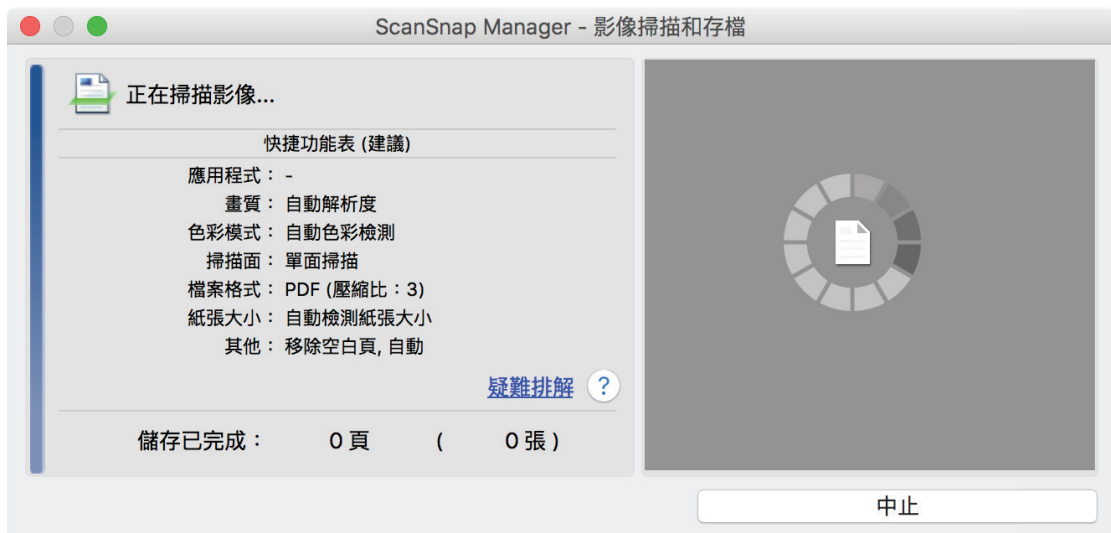 ScanSnap Manager - 影像掃描和存檔
正在掃描影像...
快捷功能表 (建議)
應用程式： -
畫質： 自動解析度
色彩模式： 自動色彩檢測
掃描面： 單面掃描
檔案格式： PDF (壓縮比：3)
紙張大小： 自動檢測紙張大小
其他： 移除空白頁, 自動
疑難排解 ?
儲存已完成： 0 頁 ( 0 張 )
中止